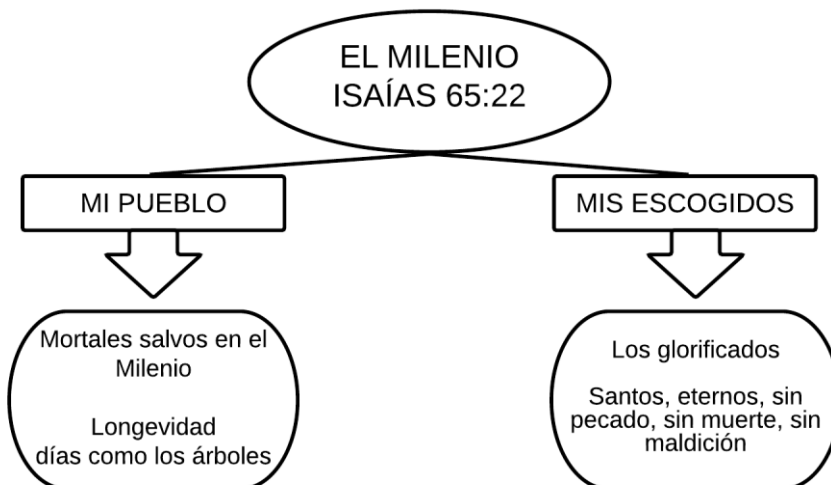 EL MILENIO
ISAÍAS 65:22
MI PUEBLO
MIS ESCOGIDOS
Mortales salvos en el
Milenio
Longevidad
días como los árboles
Los glorificados
Santos, eternos, sin
pecado, sin muerte, sin
maldición